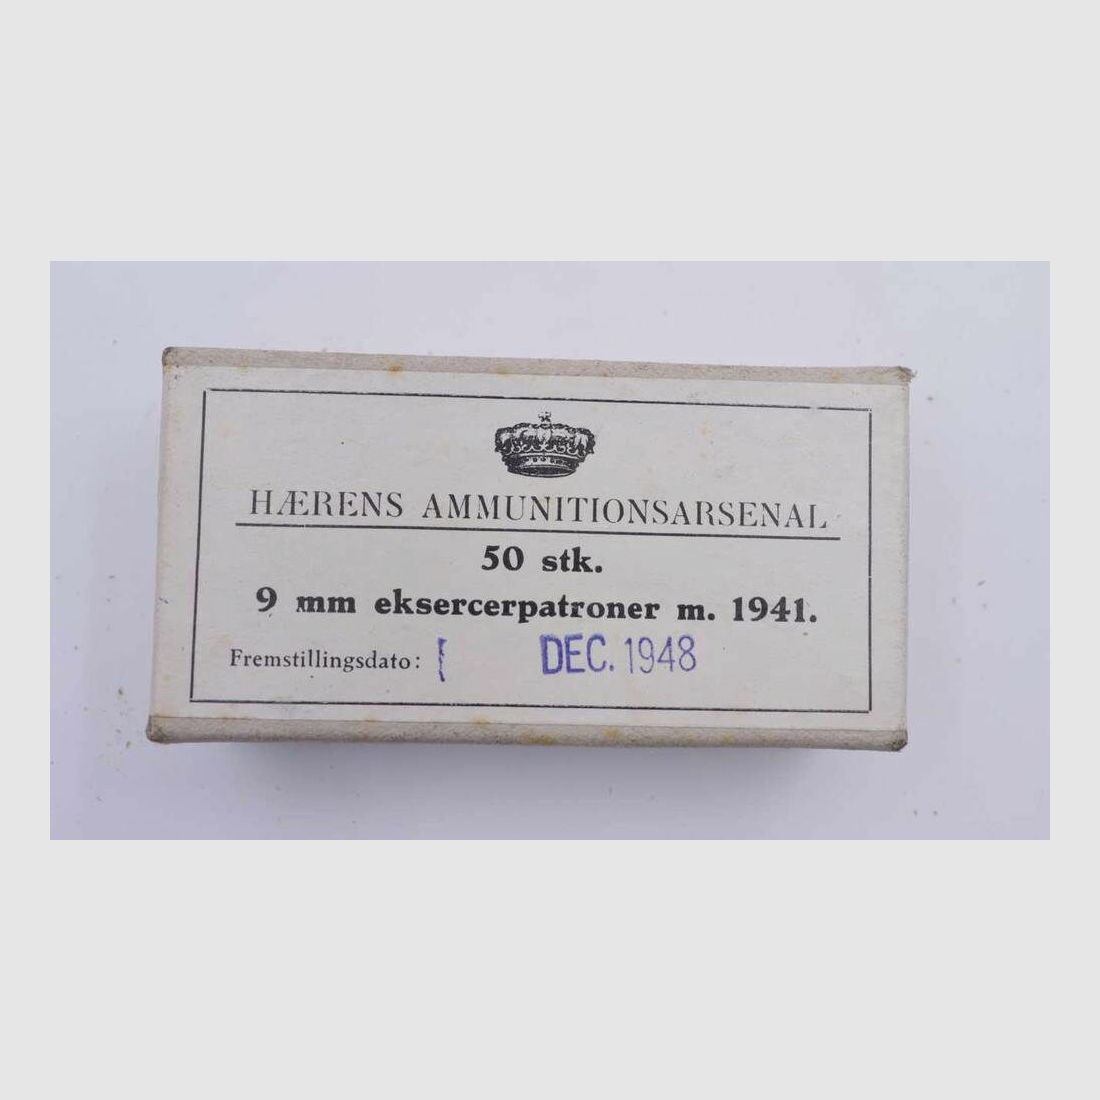 HÆRENS AMMUNITIONSARSENAL
50 stk.
9 mm eksercerpatroner m. 1941.
Fremstillingsdato: DEC. 1948